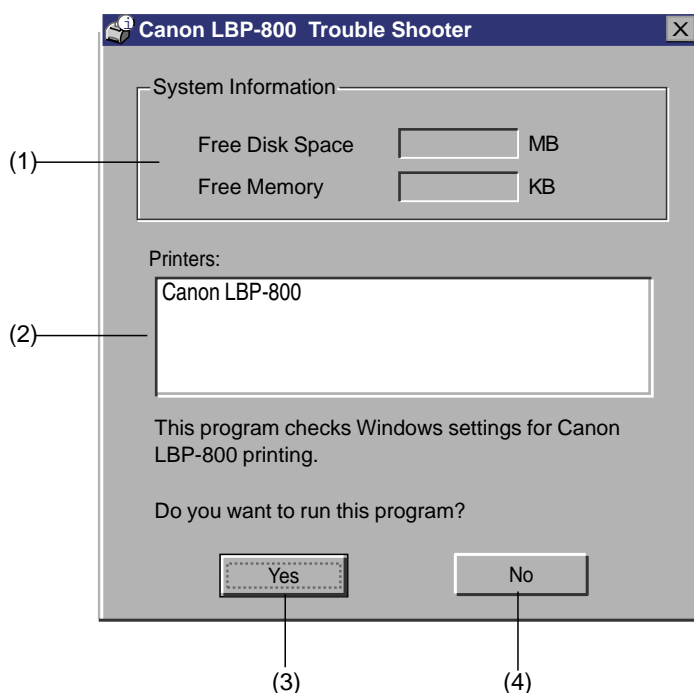 Canon LBP-800 Trouble Shooter
System Information
Free Disk Space MB
(1)
Free Memory KB
Printers:
Canon LBP-800
(2)
This program checks Windows settings for Canon
LBP-800 printing.
Do you want to run this program?
Yes No
(3) (4)